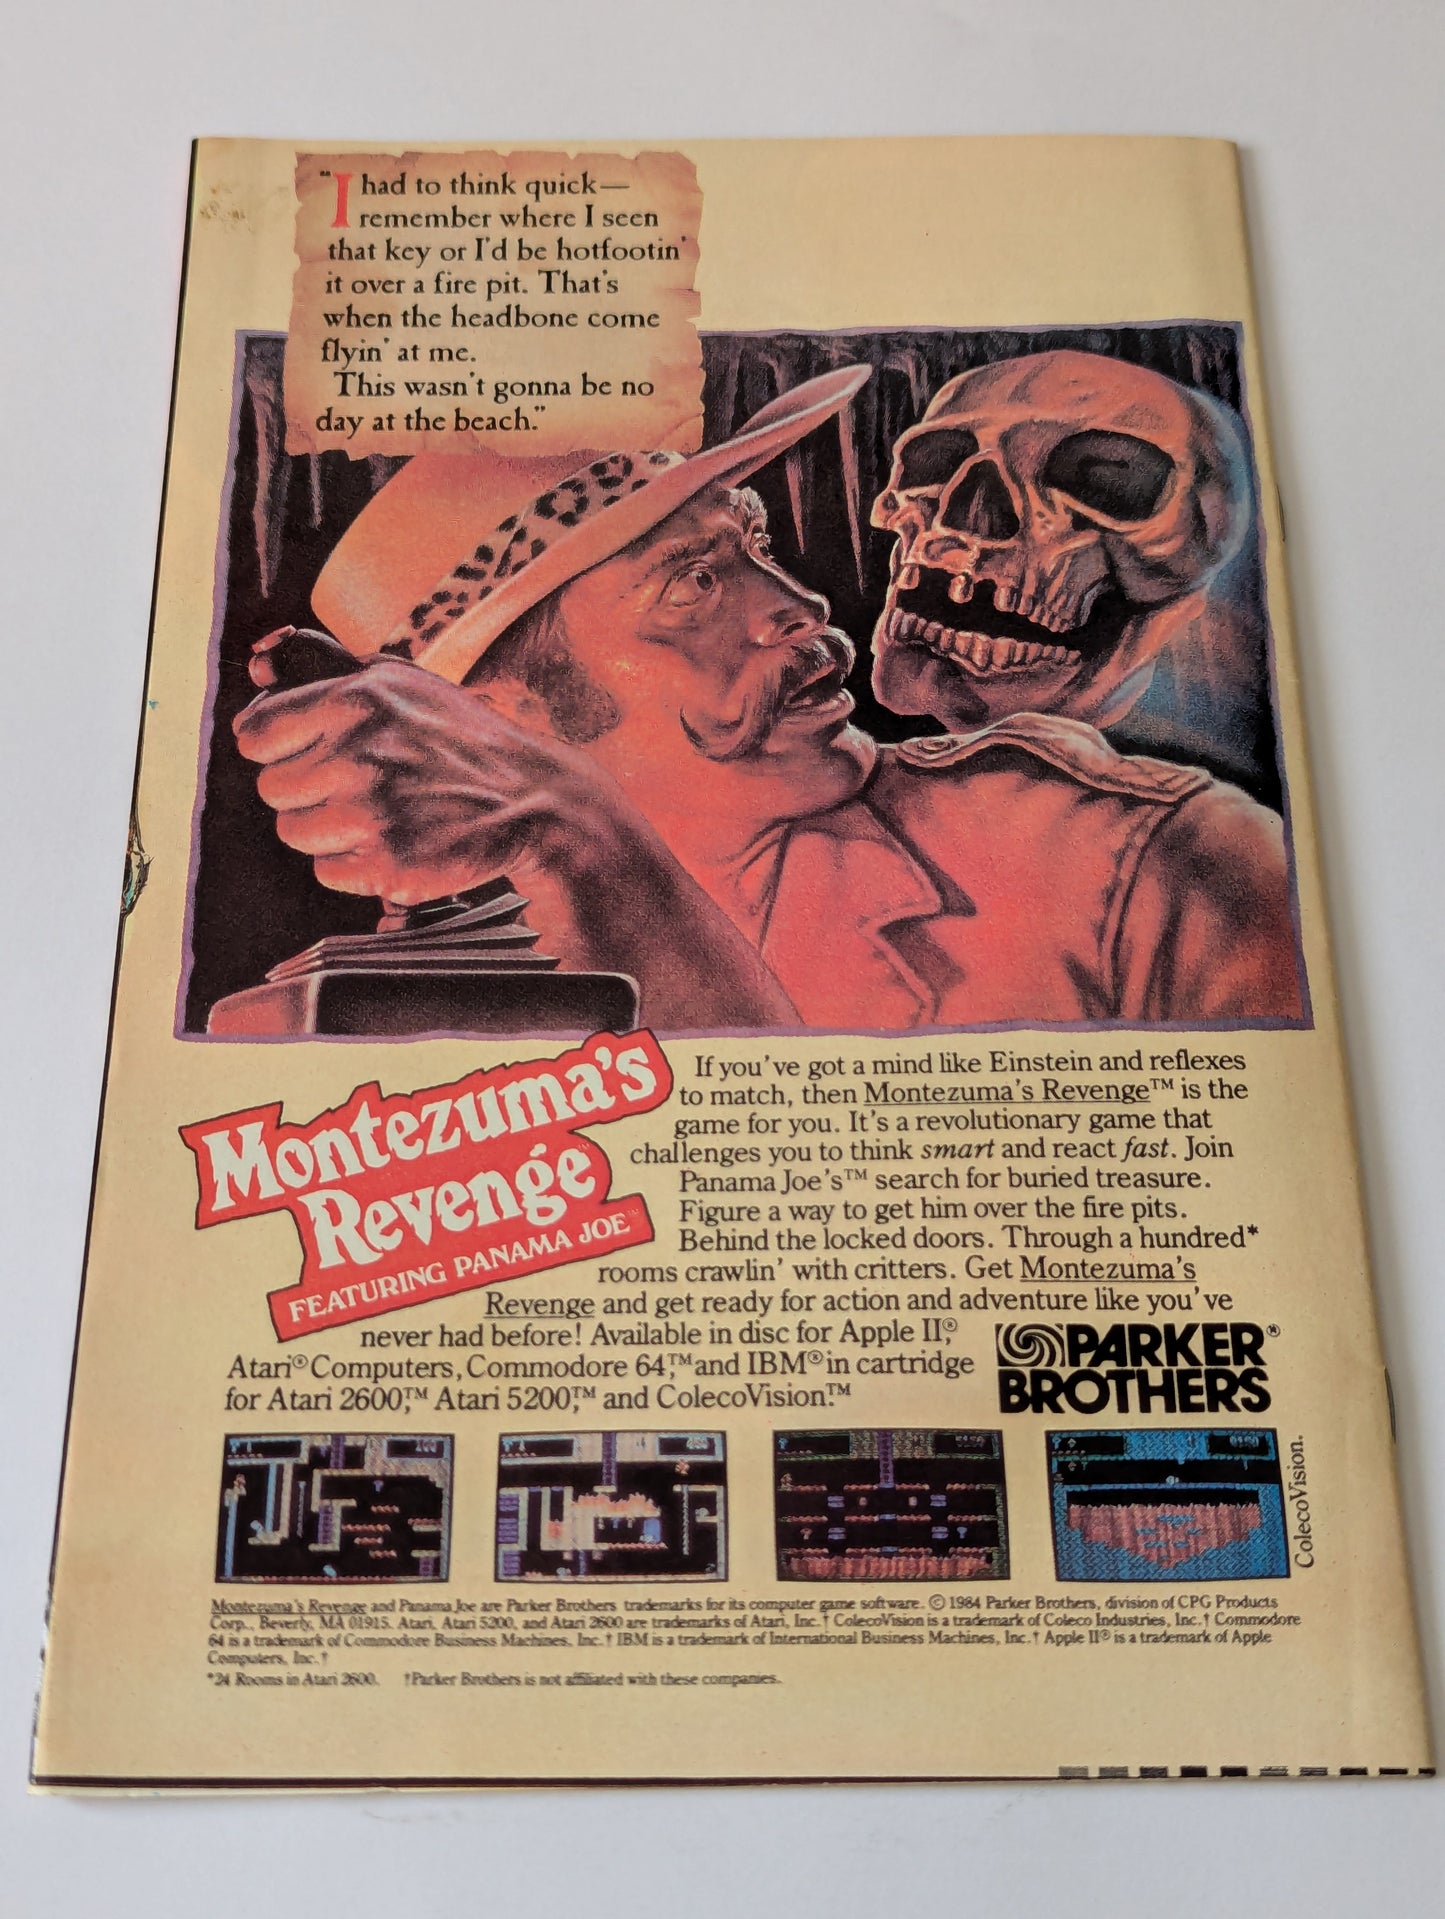 "I had to think quick—
remember where I seen
that key or I'd be hotfootin'
it over a fire pit. That's
when the headbone come
flyin' at me.
This wasn't gonna be no
day at the beach."
Montezuma's
Revenge™
FEATURING PANAMA JOE™
If you've got a mind like Einstein and reflexes
to match, then Montezuma's Revenge™ is the
game for you. It's a revolutionary game that
challenges you to think smart and react fast. Join
Panama Joe's™ search for buried treasure.
Figure a way to get him over the fire pits.
Behind the locked doors. Through a hundred*
rooms crawlin' with critters. Get Montezuma's
Revenge and get ready for action and adventure like you've
never had before! Available in disc for Apple II,®
Atari® Computers, Commodore 64,™ and IBM® in cartridge
for Atari 2600,™ Atari 5200,™ and ColecoVision.™
PARKER®
BROTHERS
ColecoVision.
Montezuma's Revenge and Panama Joe are Parker Brothers trademarks for its computer game software. © 1984 Parker Brothers, division of CPG Products
Corp., Beverly, MA 01915. Atari, Atari 5200, and Atari 2600 are trademarks of Atari, Inc.† ColecoVision is a trademark of Coleco Industries, Inc.† Commodore
64 is a trademark of Commodore Business Machines, Inc.† IBM is a trademark of International Business Machines, Inc.† Apple II® is a trademark of Apple
Computers, Inc.†
*24 Rooms in Atari 2600. †Parker Brothers is not affiliated with these companies.